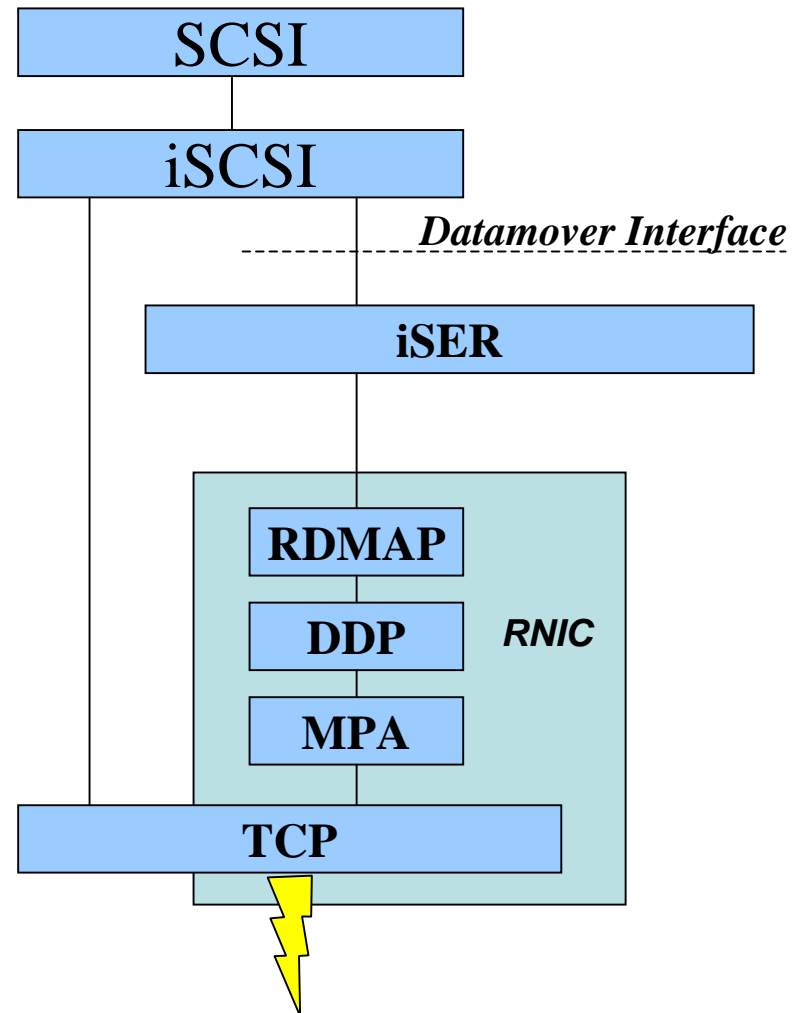 SCSI
iSCSI
Datamover Interface
iSER
RDMAP
DDP
RNIC
MPA
TCP